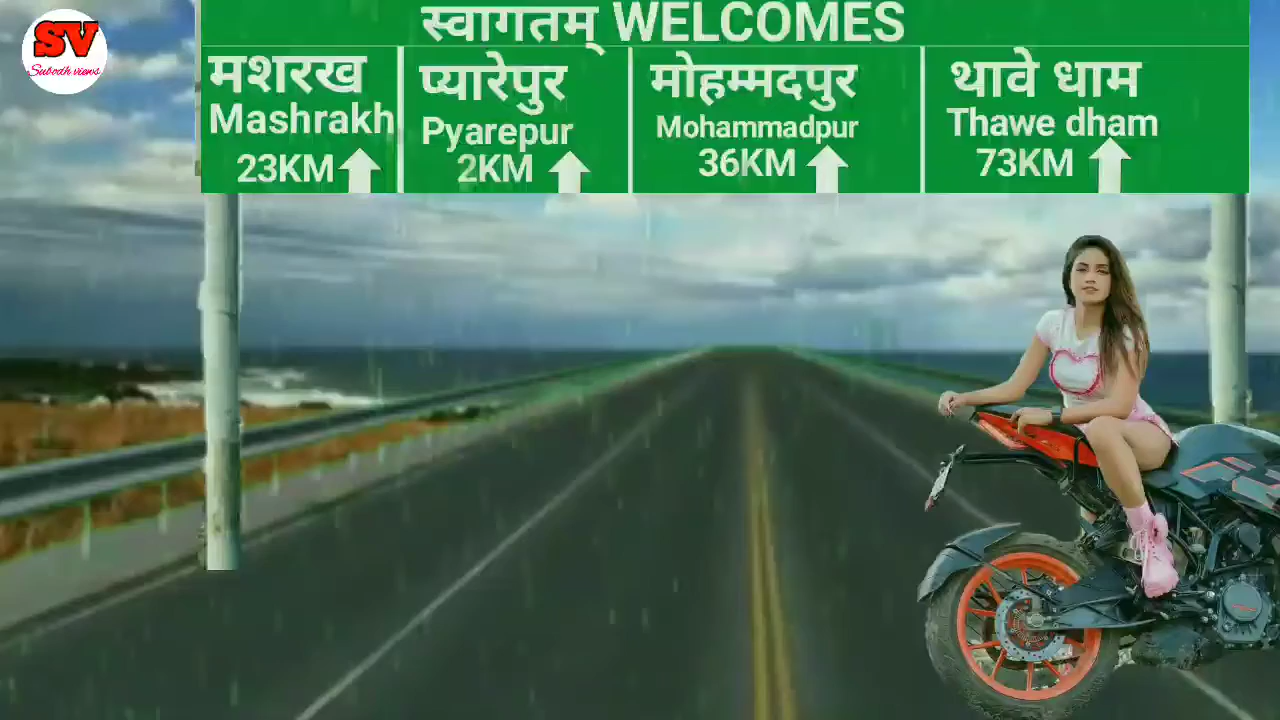 SV
Subodh views
स्वागतम् WELCOMES
मशरख
Mashrakh
23KM
प्यारेपुर
Pyarepur
2KM
मोहम्मदपुर
Mohammadpur
36KM
थावे धाम
Thawe dham
73KM